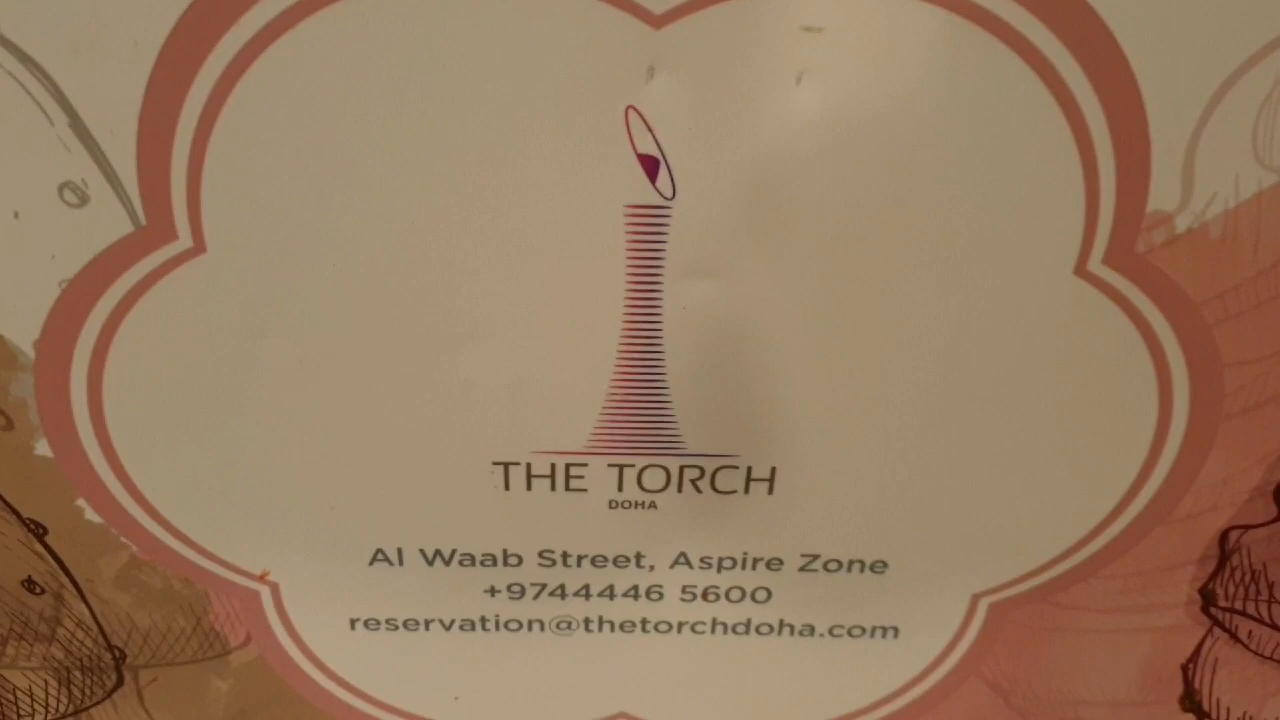 THE TORCH
DOHA
Al Waab Street, Aspire Zone
+9744446 5600
reservation@thetorchdoha.com